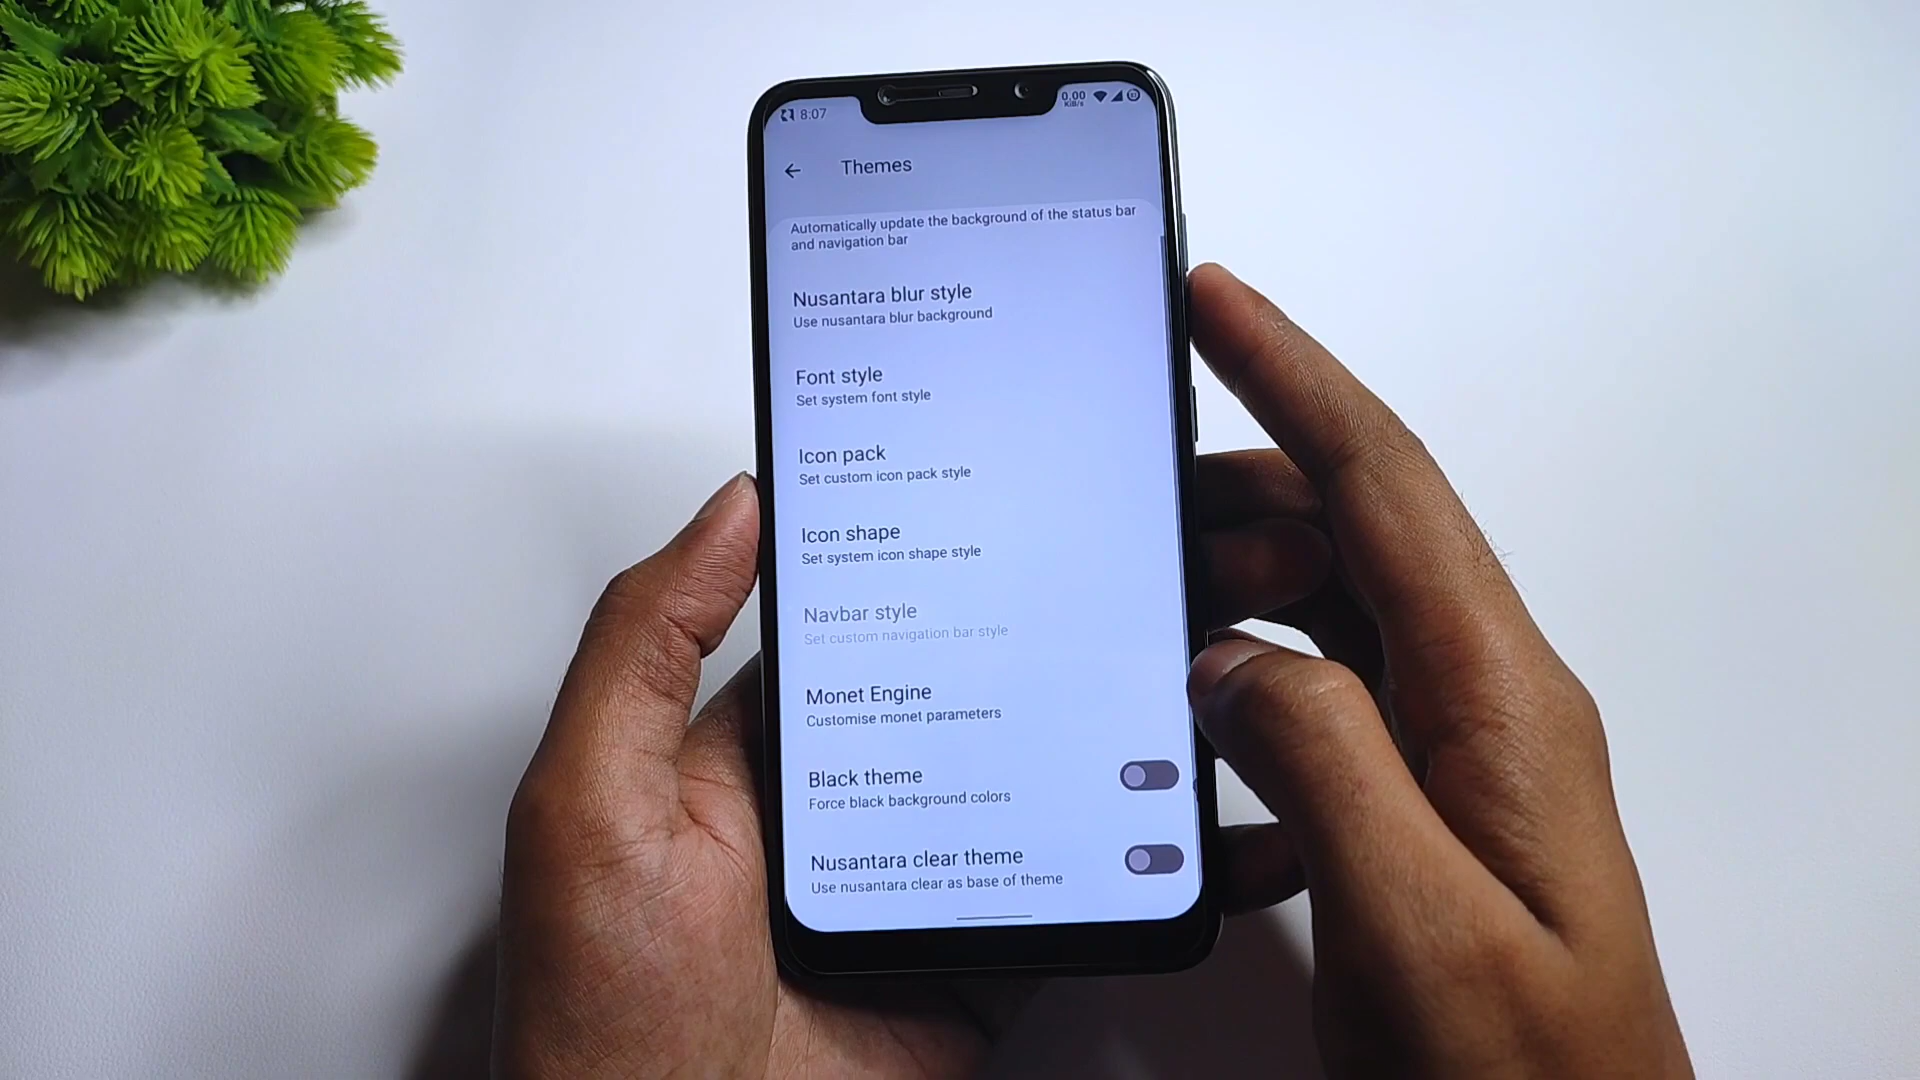 8:07
0.00
KiB/s
Themes
Automatically update the background of the status bar
and navigation bar
Nusantara blur style
Use nusantara blur background
Font style
Set system font style
Icon pack
Set custom icon pack style
Icon shape
Set system icon shape style
Navbar style
Set custom navigation bar style
Monet Engine
Customise monet parameters
Black theme
Force black background colors
Nusantara clear theme
Use nusantara clear as base of theme